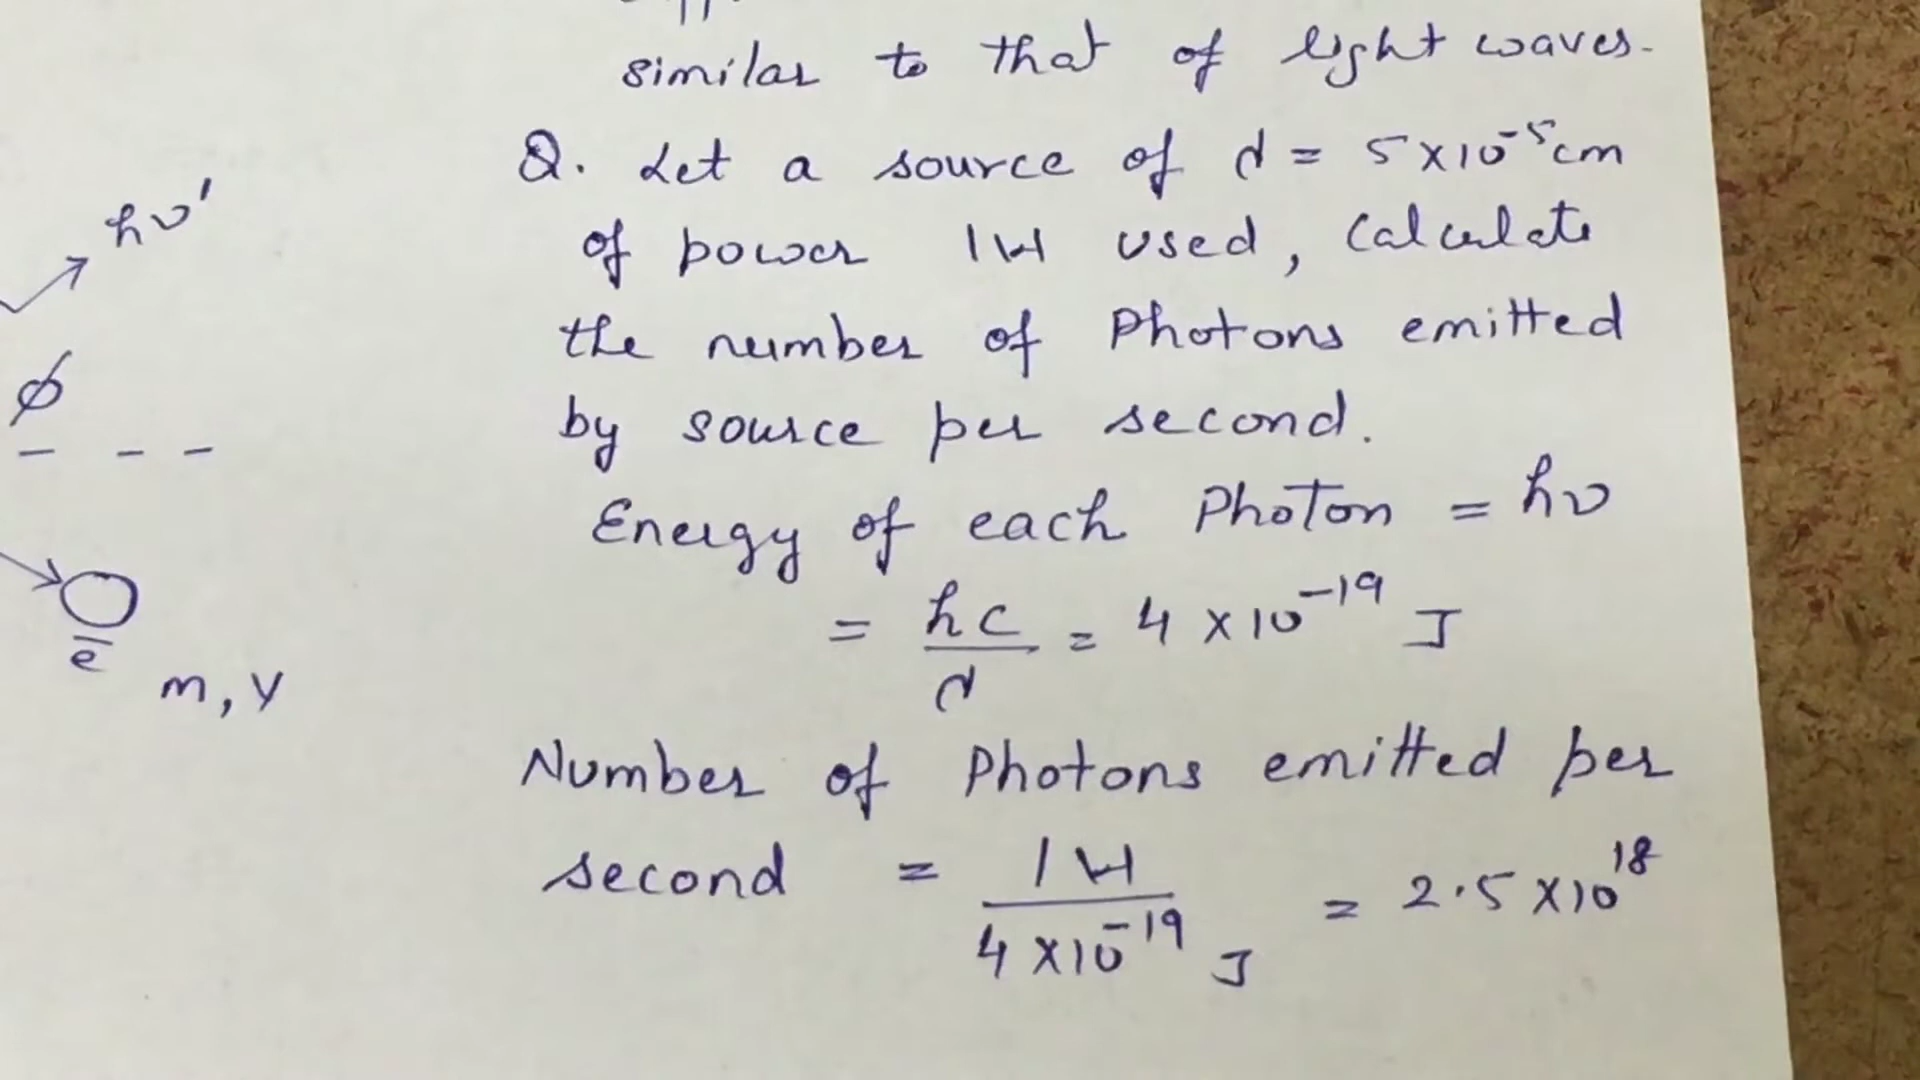 similar to that of light waves.
Q. Let a source of λ = 5 x 10⁻⁵ cm
of power 1W used, Calculate
the number of Photons emitted
by source per second.
Energy of each Photon = hν
= hc/λ = 4 x 10⁻¹⁹ J
Number of Photons emitted per
second = 1W / 4 x 10⁻¹⁹ J = 2.5 x 10¹⁸
hν'
ϕ
e
m, v